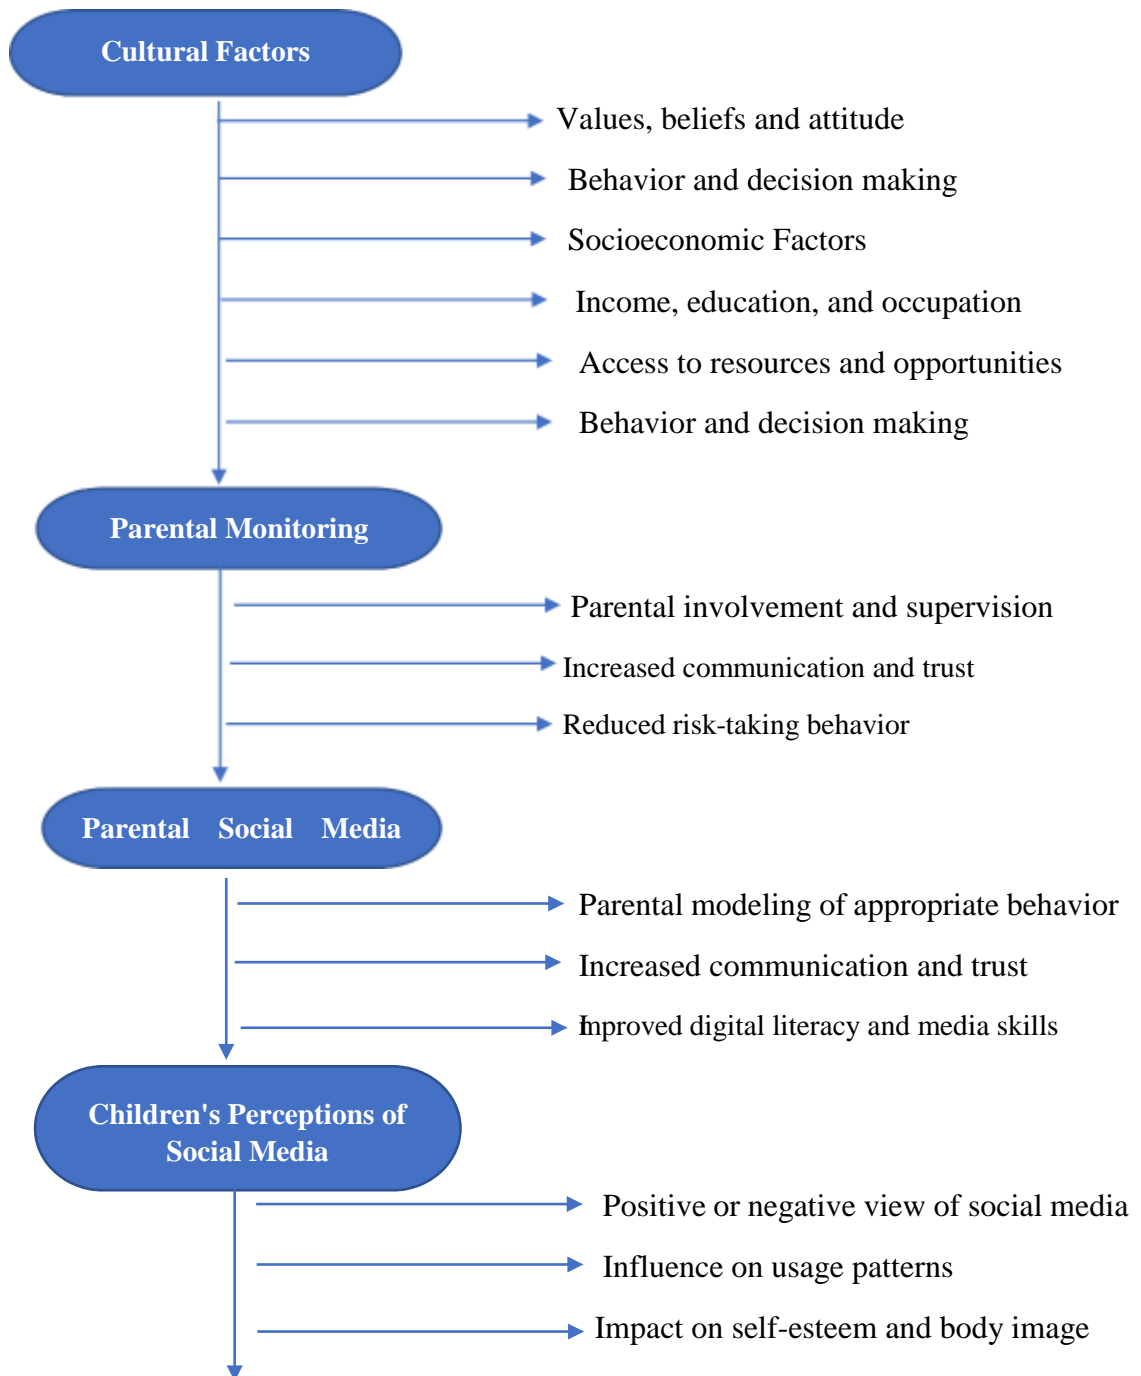 Cultural Factors
Values, beliefs and attitude
Behavior and decision making
Socioeconomic Factors
Income, education, and occupation
Access to resources and opportunities
Behavior and decision making
Parental Monitoring
Parental involvement and supervision
Increased communication and trust
Reduced risk-taking behavior
Parental Social Media
Parental modeling of appropriate behavior
Increased communication and trust
Improved digital literacy and media skills
Children's Perceptions of
Social Media
Positive or negative view of social media
Influence on usage patterns
Impact on self-esteem and body image